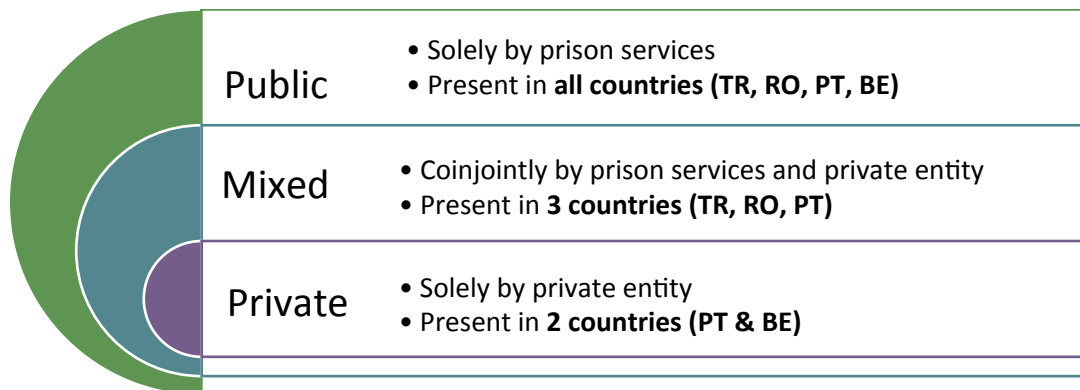 Public
• Solely by prison services
• Present in all countries (TR, RO, PT, BE)
Mixed
• Coinjointly by prison services and private entity
• Present in 3 countries (TR, RO, PT)
Private
• Solely by private entity
• Present in 2 countries (PT & BE)